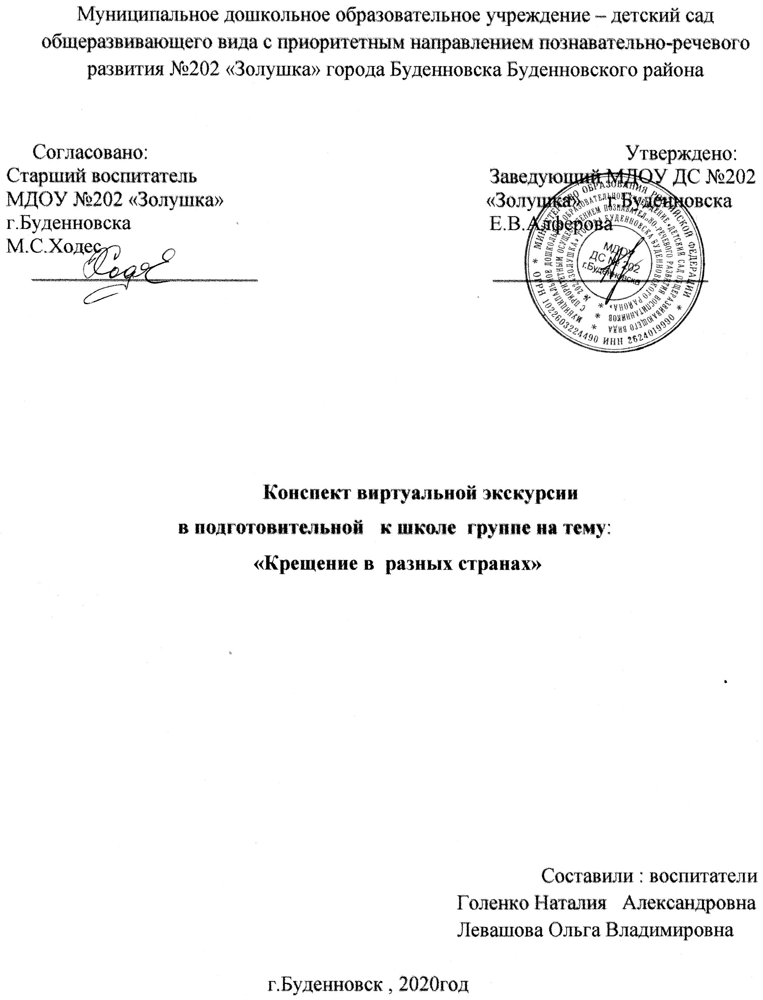 Муниципальное дошкольное образовательное учреждение – детский сад
общеразвивающего вида с приоритетным направлением познавательно-речевого
развития №202 «Золушка» города Буденновска Буденновского района
Согласовано:
Старший воспитатель
МДОУ №202 «Золушка»
г.Буденновска
М.С.Ходес
Утверждено:
Заведующий МДОУ ДС №202
«Золушка» г.Буденновска
Е.В.Алферова
МИНИСТЕРСТВО ОБРАЗОВАНИЯ РОССИЙСКОЙ ФЕДЕРАЦИИ *
* ОГРН 1022603224490 ИНН 2624019990
МУНИЦИПАЛЬНОЕ ДОШКОЛЬНОЕ ОБРАЗОВАТЕЛЬНОЕ УЧРЕЖДЕНИЕ «ДЕТСКИЙ САД ОБЩЕРАЗВИВАЮЩЕГО ВИДА
С ПРИОРИТЕТНЫМ ОСУЩЕСТВЛЕНИЕМ ПОЗНАВАТЕЛЬНО-РЕЧЕВОГО РАЗВИТИЯ ВОСПИТАННИКОВ
№ 202 «ЗОЛУШКА» ГОРОДА БУДЕННОВСКА БУДЕННОВСКОГО РАЙОНА»
МДОУ
ДС № 202
г.Буденновска
Конспект виртуальной экскурсии
в подготовительной к школе группе на тему:
«Крещение в разных странах»
Составили : воспитатели
Голенко Наталия Александровна
Левашова Ольга Владимировна
г.Буденновск , 2020год